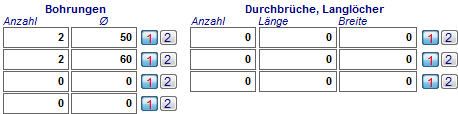 Bohrungen Durchbrüche, Langlöcher
Anzahl Ø Anzahl Länge Breite
2 50 1 2 0 0 0 1 2
2 60 1 2 0 0 0 1 2
0 0 1 2 0 0 0 1 2
0 0 1 2